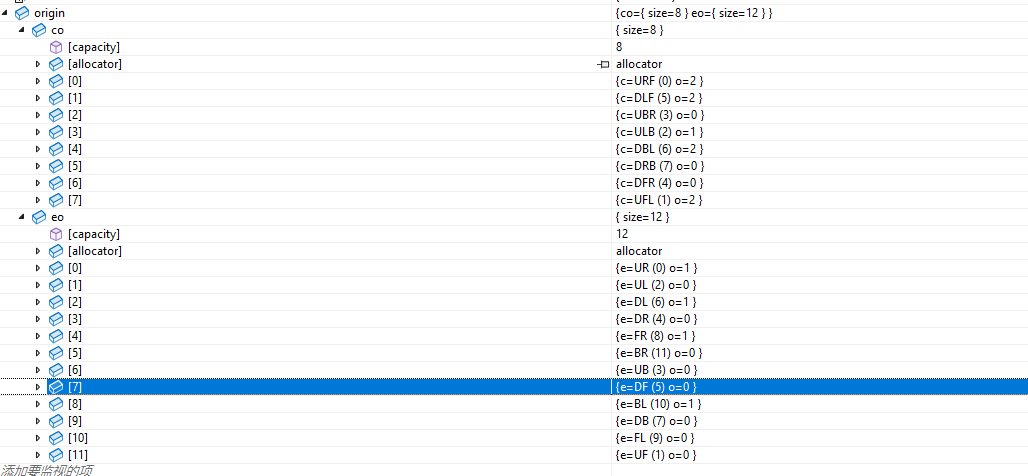 origin {co={ size=8 } eo={ size=12 } }
co { size=8 }
[capacity] 8
[allocator] allocator
[0] {c=URF (0) o=2 }
[1] {c=DLF (5) o=2 }
[2] {c=UBR (3) o=0 }
[3] {c=ULB (2) o=1 }
[4] {c=DBL (6) o=2 }
[5] {c=DRB (7) o=0 }
[6] {c=DFR (4) o=0 }
[7] {c=UFL (1) o=2 }
eo { size=12 }
[capacity] 12
[allocator] allocator
[0] {e=UR (0) o=1 }
[1] {e=UL (2) o=0 }
[2] {e=DL (6) o=1 }
[3] {e=DR (4) o=0 }
[4] {e=FR (8) o=1 }
[5] {e=BR (11) o=0 }
[6] {e=UB (3) o=0 }
[7] {e=DF (5) o=0 }
[8] {e=BL (10) o=1 }
[9] {e=DB (7) o=0 }
[10] {e=FL (9) o=0 }
[11] {e=UF (1) o=0 }
添加要监视的项